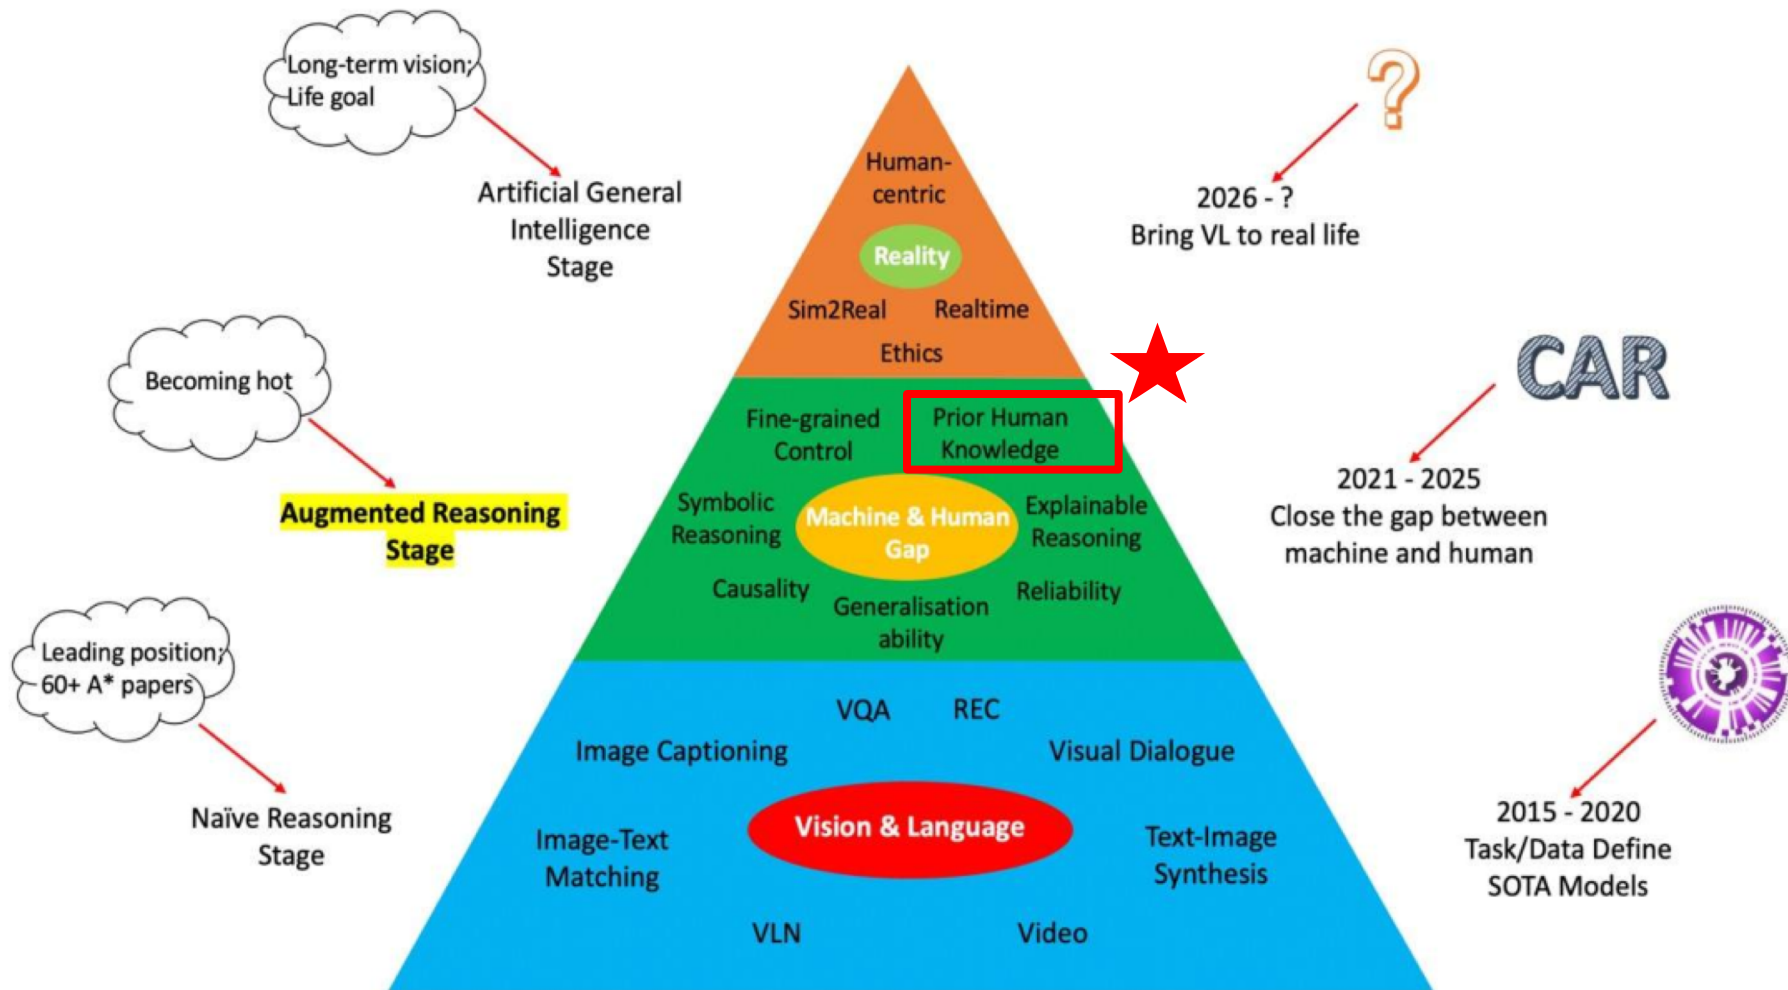 Long-term vision;
Life goal
Artificial General
Intelligence
Stage
Human-
centric
Reality
Sim2Real
Realtime
Ethics
?
2026 - ?
Bring VL to real life
Becoming hot
Augmented Reasoning
Stage
Fine-grained
Control
Prior Human
Knowledge
Symbolic
Reasoning
Machine & Human
Gap
Explainable
Reasoning
Causality
Generalisation
ability
Reliability
CAR
2021 - 2025
Close the gap between
machine and human
Leading position;
60+ A* papers
Naïve Reasoning
Stage
VQA
REC
Image Captioning
Visual Dialogue
Vision & Language
Image-Text
Matching
Text-Image
Synthesis
VLN
Video
2015 - 2020
Task/Data Define
SOTA Models